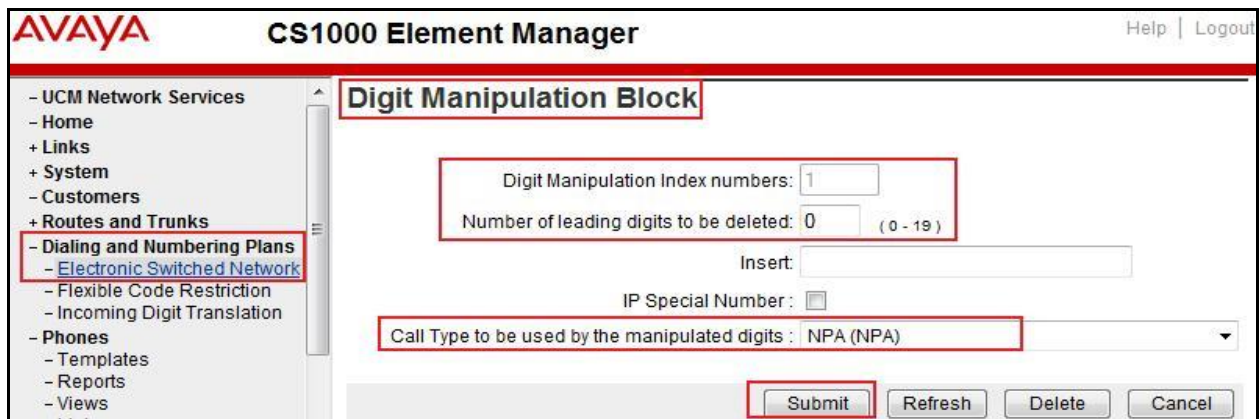 AVAYA
CS1000 Element Manager
Help | Logout
- UCM Network Services
- Home
+ Links
+ System
- Customers
+ Routes and Trunks
- Dialing and Numbering Plans
- Electronic Switched Network
- Flexible Code Restriction
- Incoming Digit Translation
- Phones
- Templates
- Reports
- Views
Digit Manipulation Block
Digit Manipulation Index numbers: 1
Number of leading digits to be deleted: 0 ( 0 - 19 )
Insert:
IP Special Number :
Call Type to be used by the manipulated digits : NPA (NPA)
Submit Refresh Delete Cancel